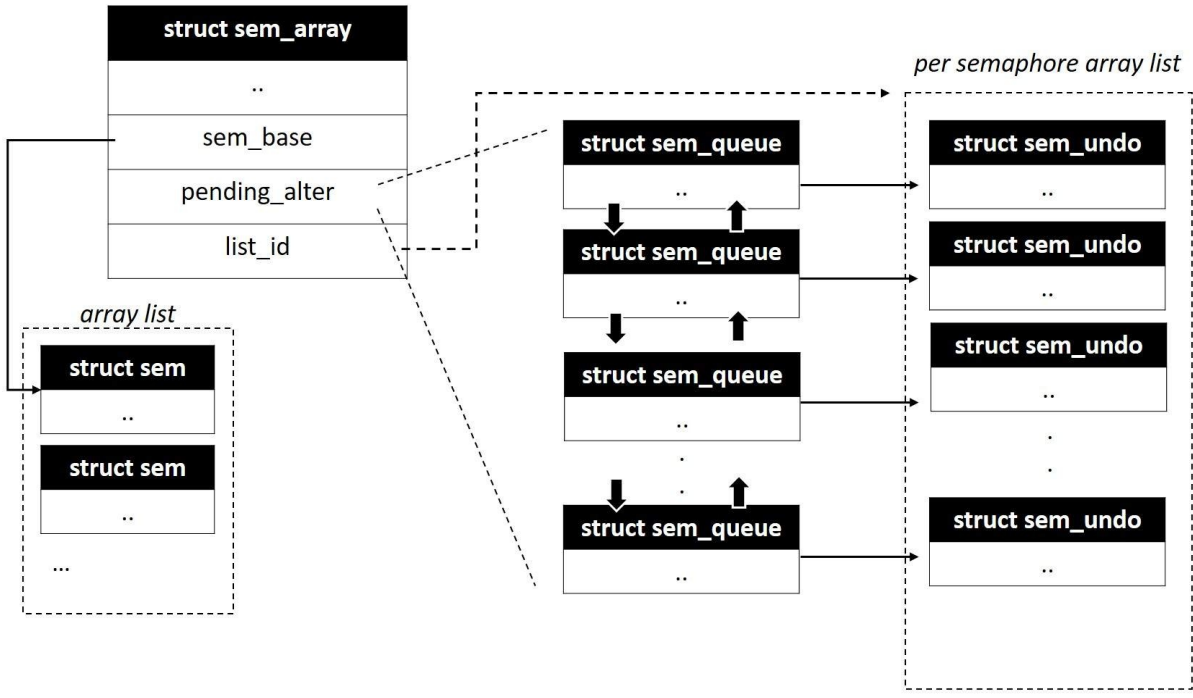 struct sem_array
..
sem_base
pending_alter
list_id
array list
struct sem
..
struct sem
..
...
struct sem_queue
..
struct sem_queue
..
struct sem_queue
..
.
.
struct sem_queue
..
per semaphore array list
struct sem_undo
..
struct sem_undo
..
struct sem_undo
..
.
.
struct sem_undo
..